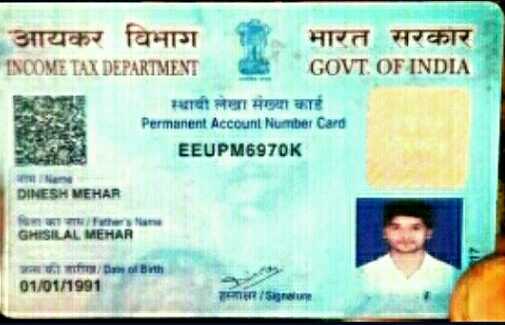 आयकर विभाग
INCOME TAX DEPARTMENT
भारत सरकार
GOVT. OF INDIA
स्थायी लेखा संख्या कार्ड
Permanent Account Number Card
EEUPM6970K
नाम / Name
DINESH MEHAR
पिता का नाम / Father's Name
GHISILAL MEHAR
जन्म की तारीख / Date of Birth
01/01/1991
हस्ताक्षर / Signature